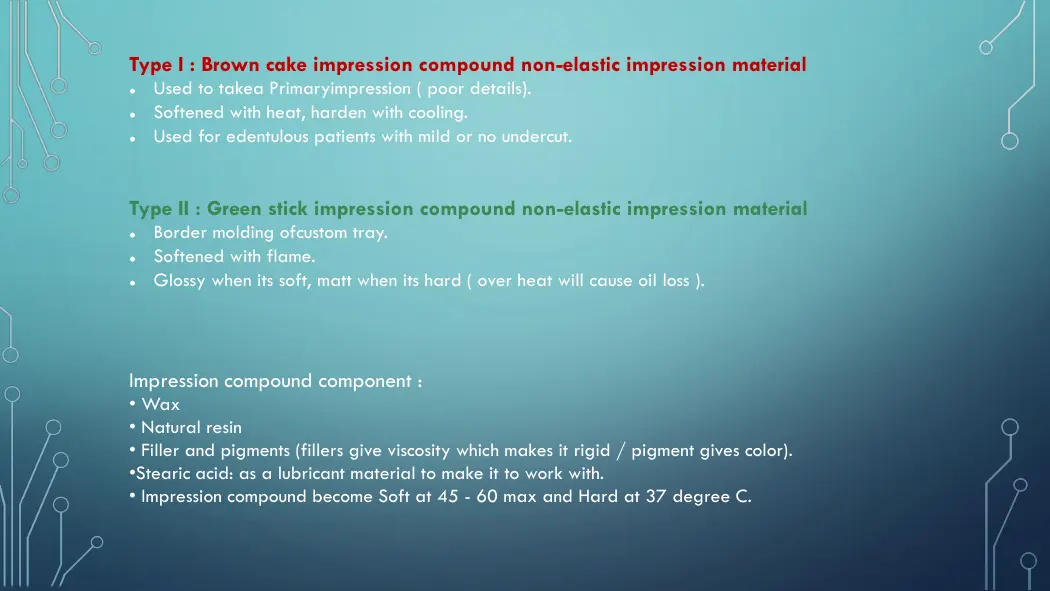 Type I : Brown cake impression compound non-elastic impression material
• Used to takea Primaryimpression ( poor details).
• Softened with heat, harden with cooling.
• Used for edentulous patients with mild or no undercut.
Type II : Green stick impression compound non-elastic impression material
• Border molding ofcustom tray.
• Softened with flame.
• Glossy when its soft, matt when its hard ( over heat will cause oil loss ).
Impression compound component :
• Wax
• Natural resin
• Filler and pigments (fillers give viscosity which makes it rigid / pigment gives color).
•Stearic acid: as a lubricant material to make it to work with.
• Impression compound become Soft at 45 - 60 max and Hard at 37 degree C.